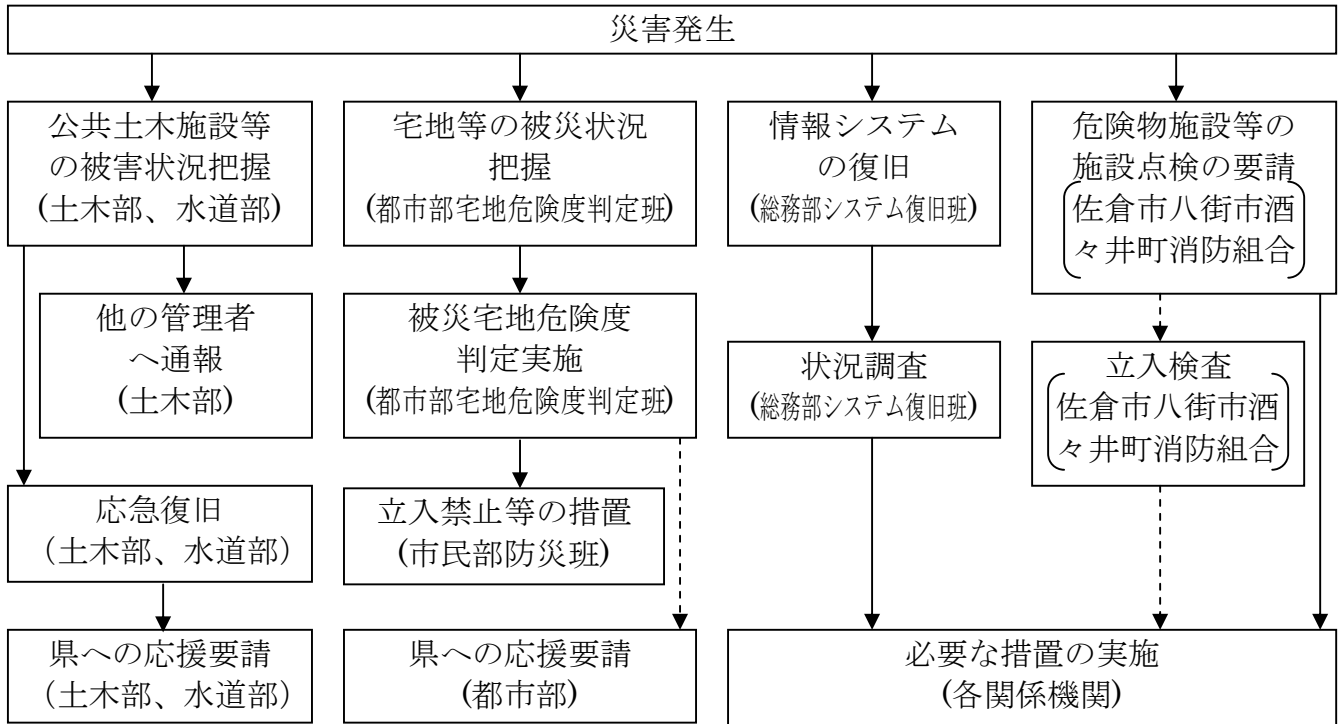 災害発生
公共土木施設等
の被害状況把握
(土木部、水道部)
宅地等の被災状況
把握
(都市部宅地危険度判定班)
情報システム
の復旧
(総務部システム復旧班)
危険物施設等の
施設点検の要請
佐倉市八街市酒
々井町消防組合
他の管理者
へ通報
(土木部)
被災宅地危険度
判定実施
(都市部宅地危険度判定班)
状況調査
(総務部システム復旧班)
立入検査
佐倉市八街市酒
々井町消防組合
応急復旧
（土木部、水道部）
立入禁止等の措置
(市民部防災班)
県への応援要請
（土木部、水道部）
県への応援要請
(都市部)
必要な措置の実施
(各関係機関)